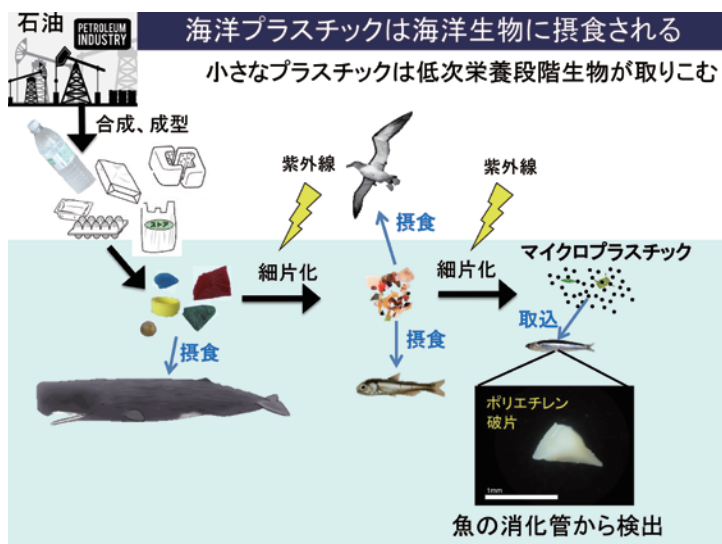 石油
PETROLEUM
INDUSTRY
海洋プラスチックは海洋生物に摂食される
小さなプラスチックは低次栄養段階生物が取りこむ
合成、成型
ストア
紫外線
紫外線
摂食
細片化
細片化
マイクロプラスチック
摂食
摂食
取込
ポリエチレン
破片
1mm
魚の消化管から検出